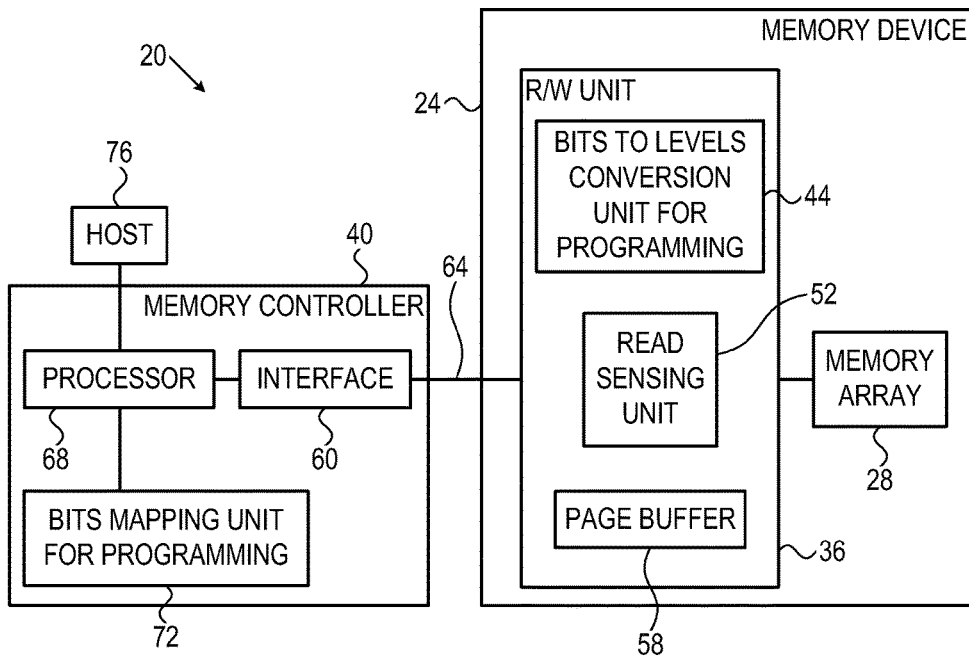 20
76
HOST
40
MEMORY CONTROLLER
PROCESSOR
INTERFACE
68
60
BITS MAPPING UNIT
FOR PROGRAMMING
72
64
MEMORY DEVICE
24
R/W UNIT
BITS TO LEVELS
CONVERSION
UNIT FOR
PROGRAMMING
44
READ
SENSING
UNIT
52
MEMORY
ARRAY
28
PAGE BUFFER
58
36